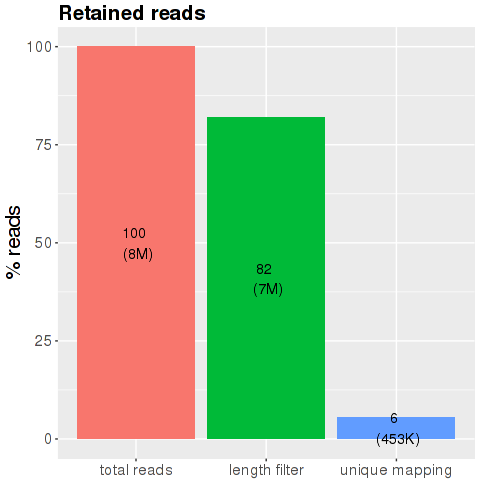 Retained reads
% reads
100
75
50
25
0
100
(8M)
82
(7M)
6
(453K)
total reads
length filter
unique mapping